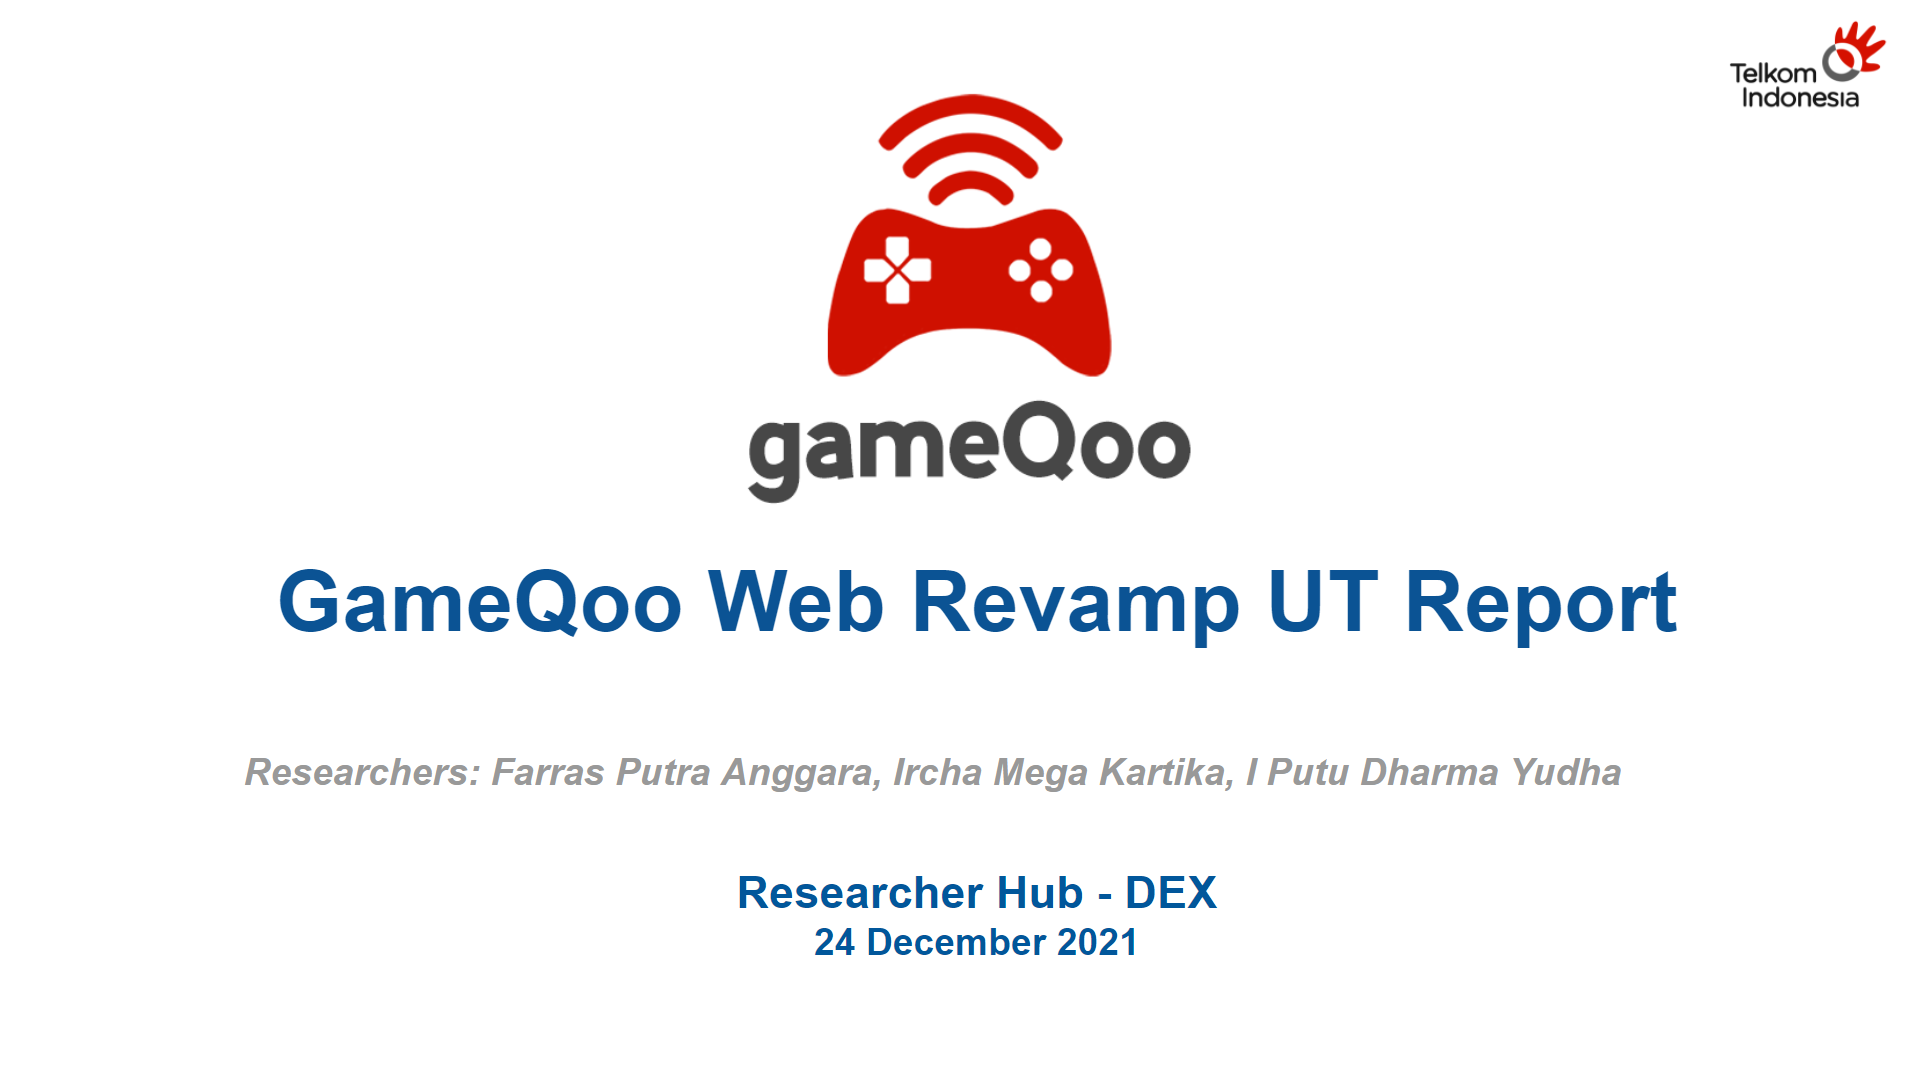 Telkom
Indonesia
gameQoo
GameQoo Web Revamp UT Report
Researchers: Farras Putra Anggara, Ircha Mega Kartika, I Putu Dharma Yudha
Researcher Hub - DEX
24 December 2021